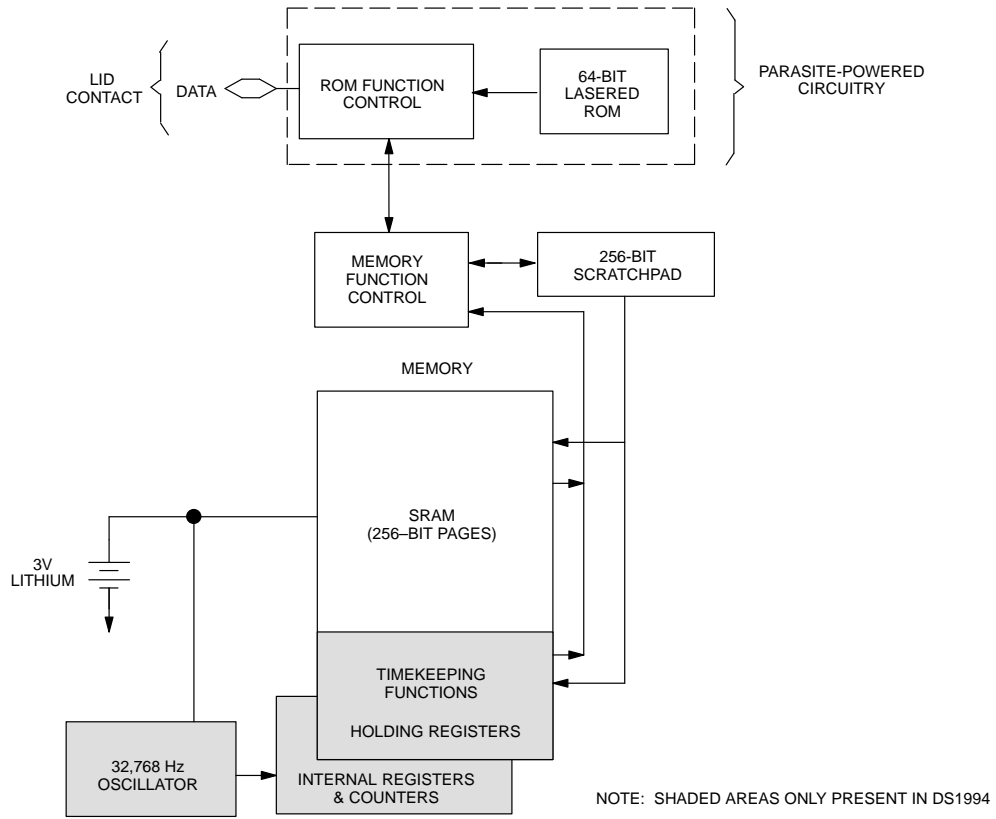 LID
CONTACT
DATA
ROM FUNCTION
CONTROL
64-BIT
LASERED
ROM
PARASITE-POWERED
CIRCUITRY
MEMORY
FUNCTION
CONTROL
256-BIT
SCRATCHPAD
MEMORY
SRAM
(256–BIT PAGES)
3V
LITHIUM
TIMEKEEPING
FUNCTIONS
HOLDING REGISTERS
32,768 Hz
OSCILLATOR
INTERNAL REGISTERS
& COUNTERS
NOTE: SHADED AREAS ONLY PRESENT IN DS1994